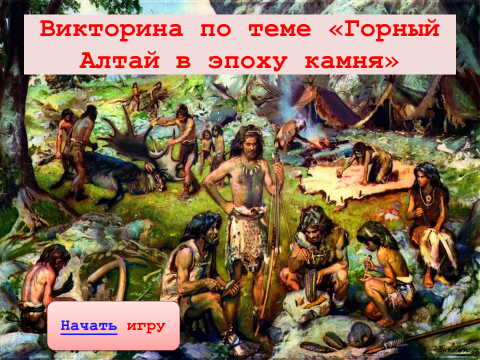 Викторина по теме «Горный
Алтай в эпоху камня»
Начать игру